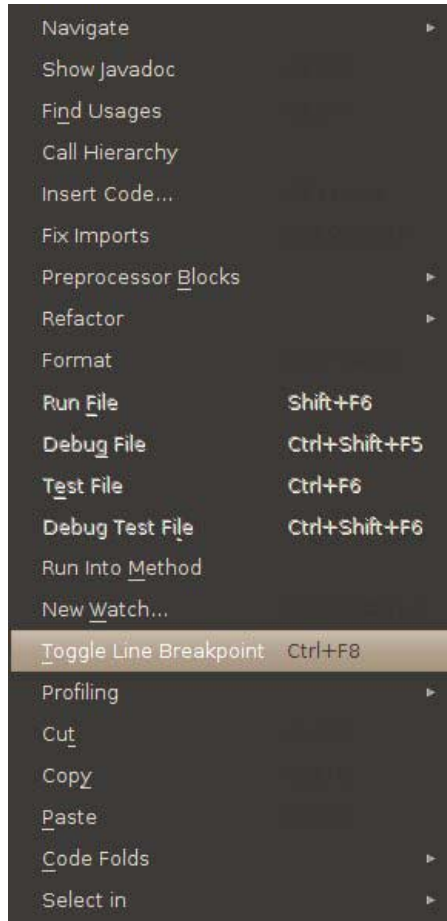 Navigate
Show Javadoc
Find Usages
Call Hierarchy
Insert Code...
Fix Imports
Preprocessor Blocks
Refactor
Format
Run File Shift+F6
Debug File Ctrl+Shift+F5
Test File Ctrl+F6
Debug Test File Ctrl+Shift+F6
Run Into Method
New Watch...
Toggle Line Breakpoint Ctrl+F8
Profiling
Cut
Copy
Paste
Code Folds
Select in